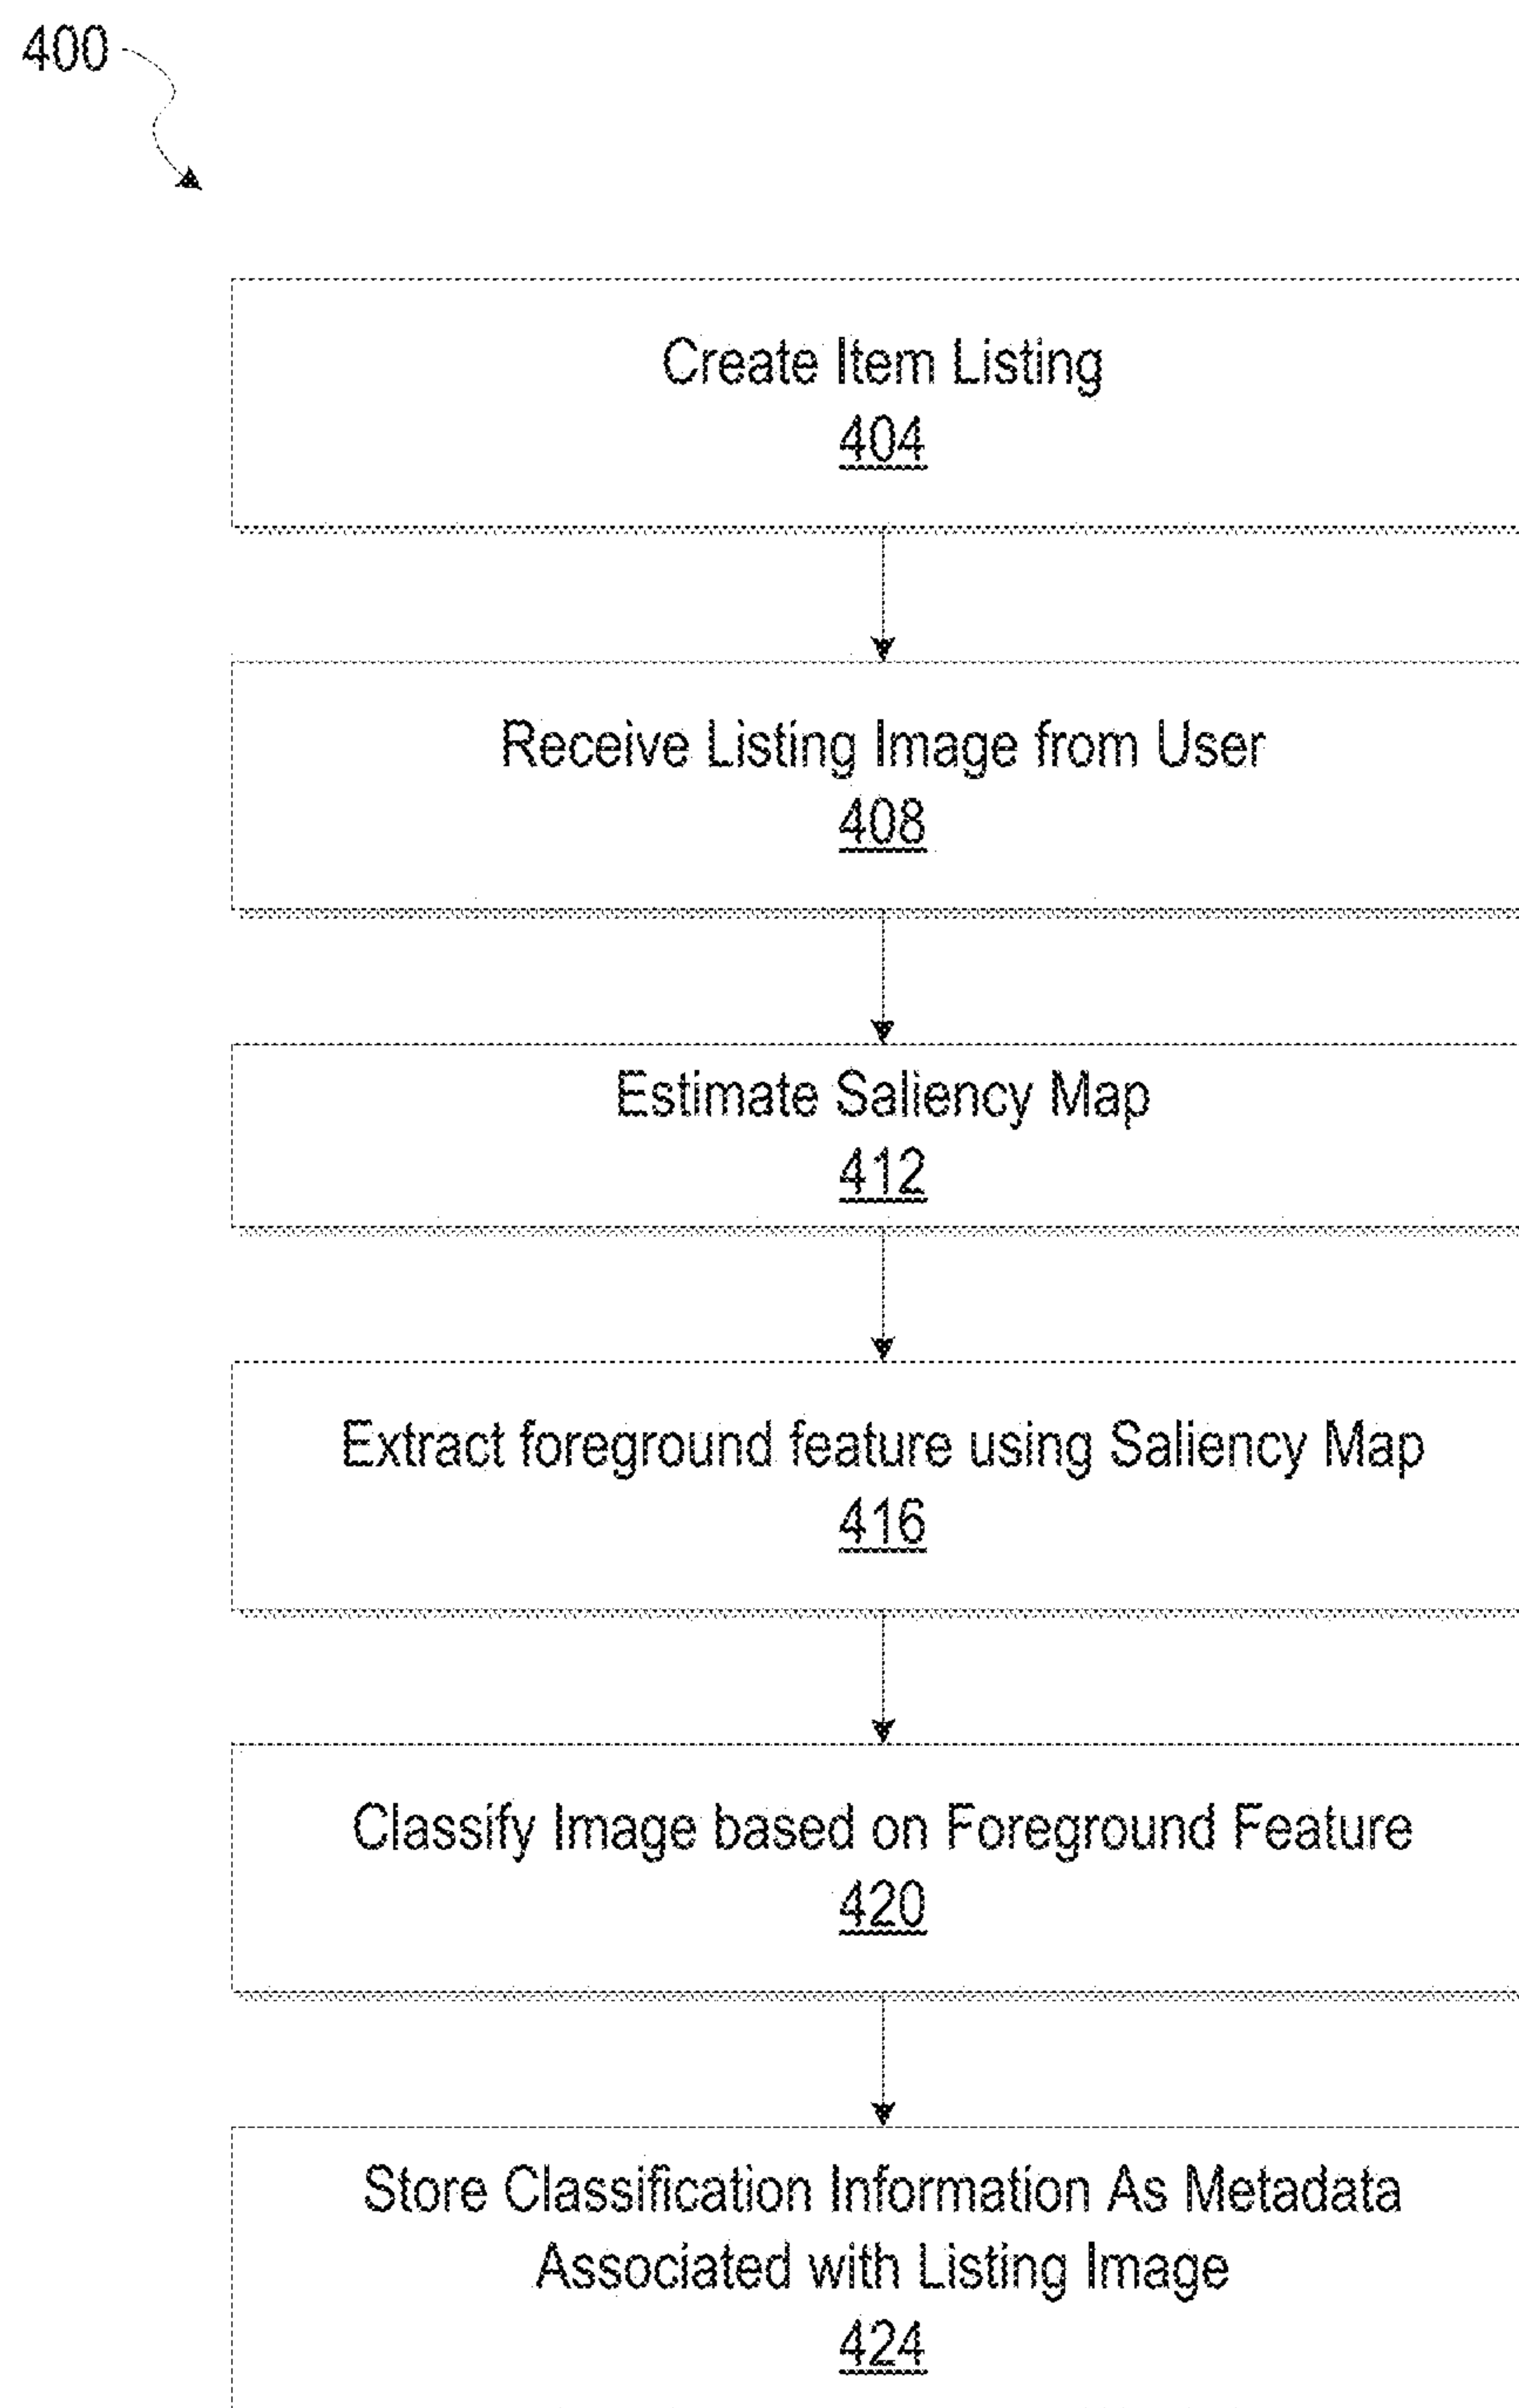 400
Create Item Listing
404
Receive Listing Image from User
408
Estimate Saliency Map
412
Extract foreground feature using Saliency Map
416
Classify Image based on Foreground Feature
420
Store Classification Information As Metadata
Associated with Listing Image
424